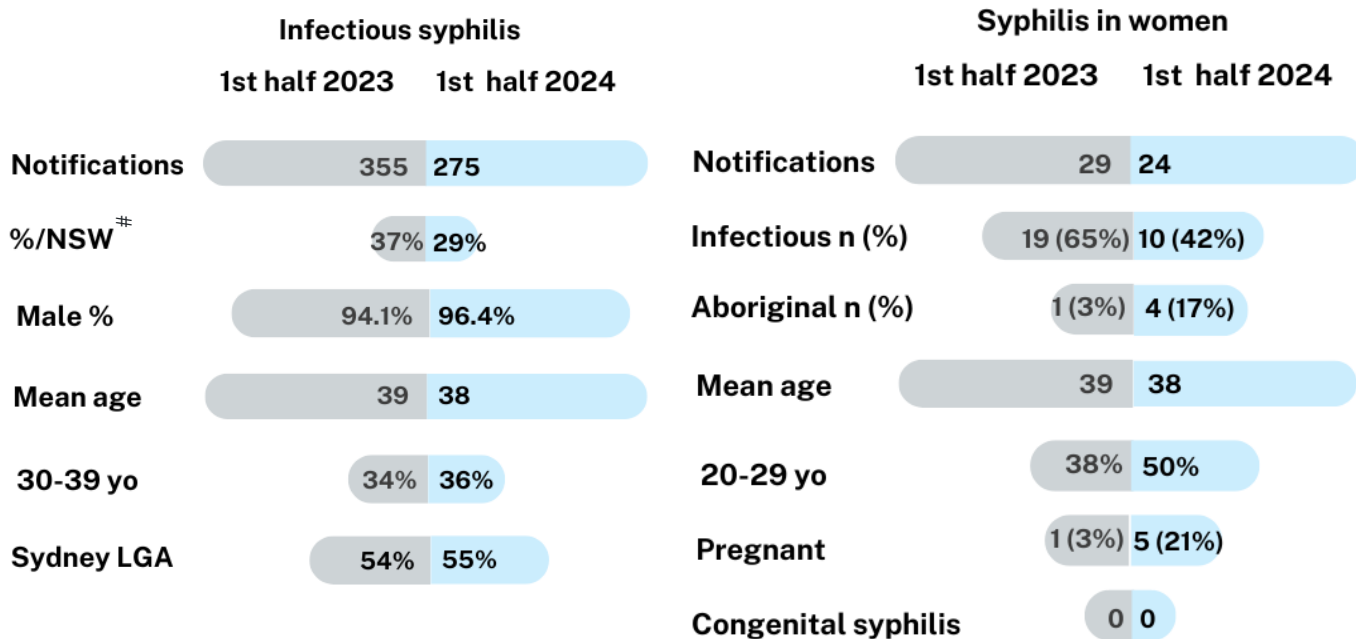 Infectious syphilis
1st half 2023 1st half 2024
Notifications 355 275
%/NSW# 37% 29%
Male % 94.1% 96.4%
Mean age 39 38
30-39 yo 34% 36%
Sydney LGA 54% 55%
Syphilis in women
1st half 2023 1st half 2024
Notifications 29 24
Infectious n (%) 19 (65%) 10 (42%)
Aboriginal n (%) 1 (3%) 4 (17%)
Mean age 39 38
20-29 yo 38% 50%
Pregnant 1 (3%) 5 (21%)
Congenital syphilis 0 0